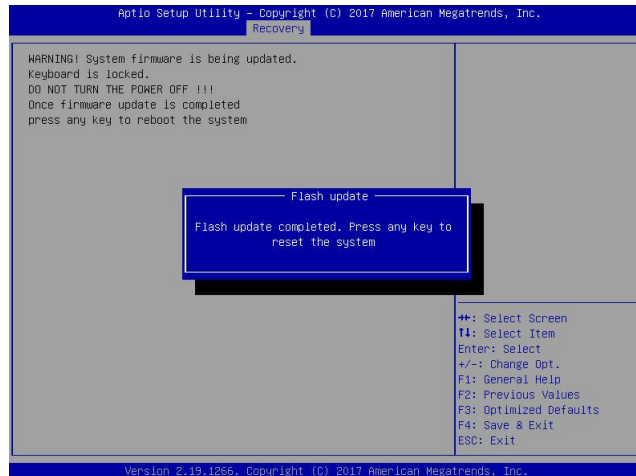 Aptio Setup Utility – Copyright (C) 2017 American Megatrends, Inc.
Recovery
WARNING! System firmware is being updated.
Keyboard is locked.
DO NOT TURN THE POWER OFF !!!
Once firmware update is completed
press any key to reboot the system
Flash update
Flash update completed. Press any key to
reset the system
→←: Select Screen
↑↓: Select Item
Enter: Select
+/-: Change Opt.
F1: General Help
F2: Previous Values
F3: Optimized Defaults
F4: Save & Exit
ESC: Exit
Version 2.19.1266. Copyright (C) 2017 American Megatrends, Inc.